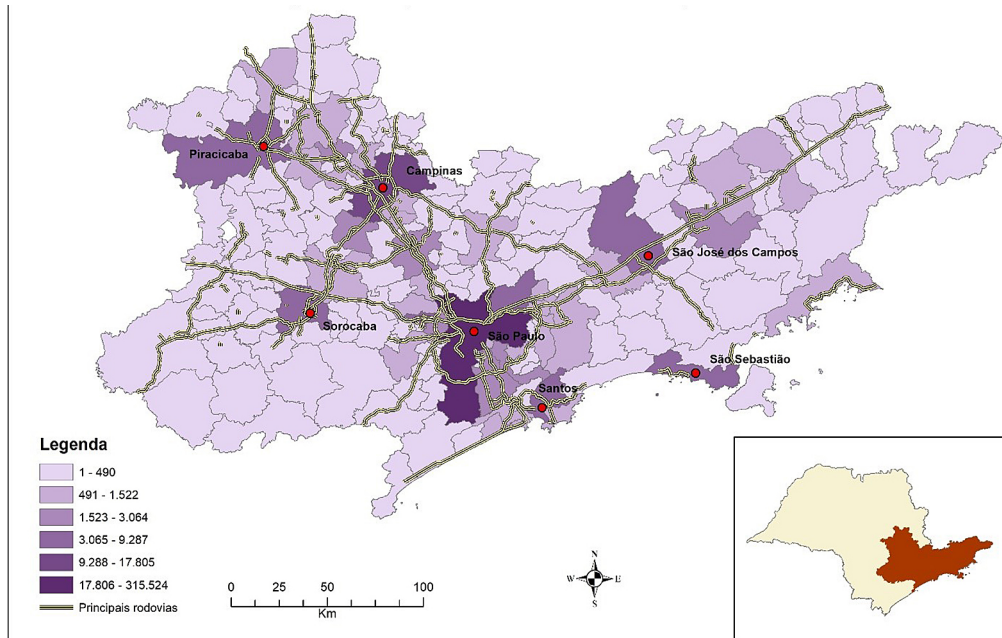 Piracicaba
Campinas
São José dos Campos
Sorocaba
São Paulo
São Sebastião
Santos
Legenda
1 - 490
491 - 1.522
1.523 - 3.064
3.065 - 9.287
9.288 - 17.805
17.806 - 315.524
Principais rodovias
0 50 100
Km
N
W E
S